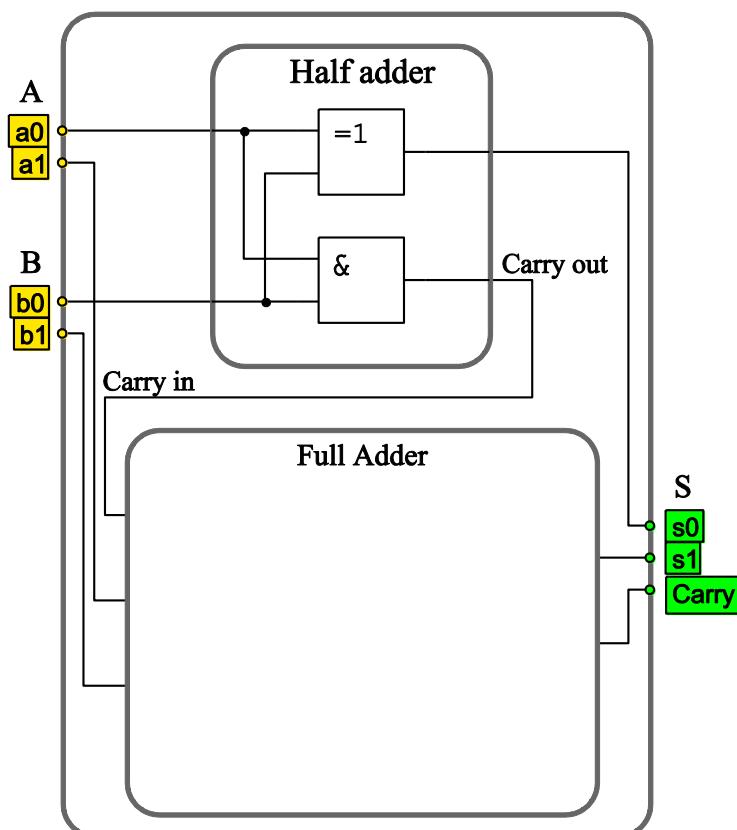 Half adder
A
a0
a1
=1
B
b0
b1
&
Carry out
Carry in
Full Adder
S
s0
s1
Carry